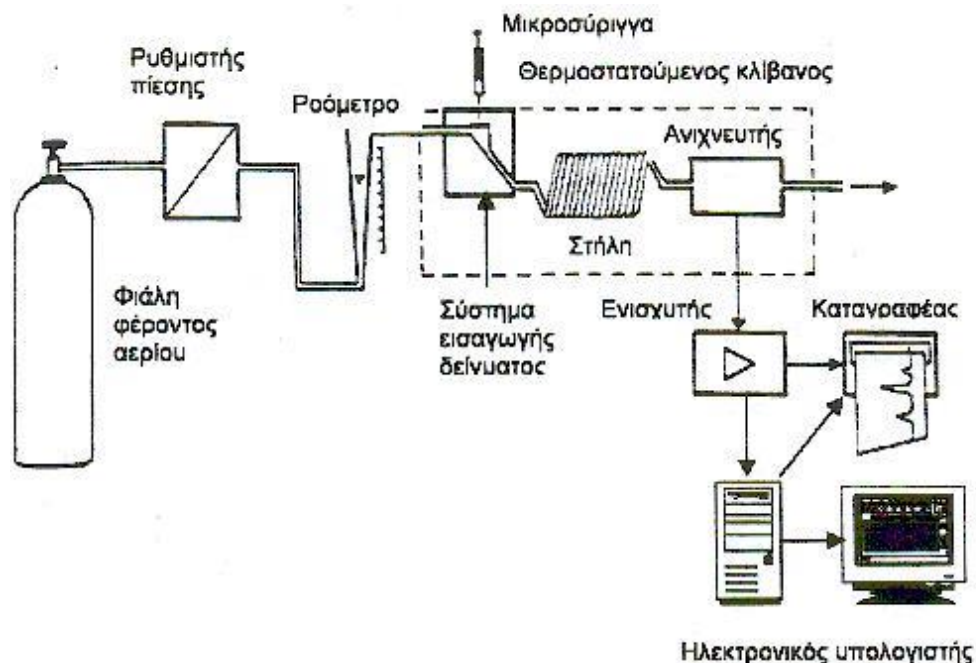 Μικροσύριγγα
Ρυθμιστής
πίεσης
Θερμοστατούμενος κλίβανος
Ροόμετρο
Ανιχνευτής
Στήλη
Φιάλη
φέροντος
αερίου
Σύστημα
εισαγωγής
δείγματος
Ενισχυτής
Καταγραφέας
Ηλεκτρονικός υπολογιστής